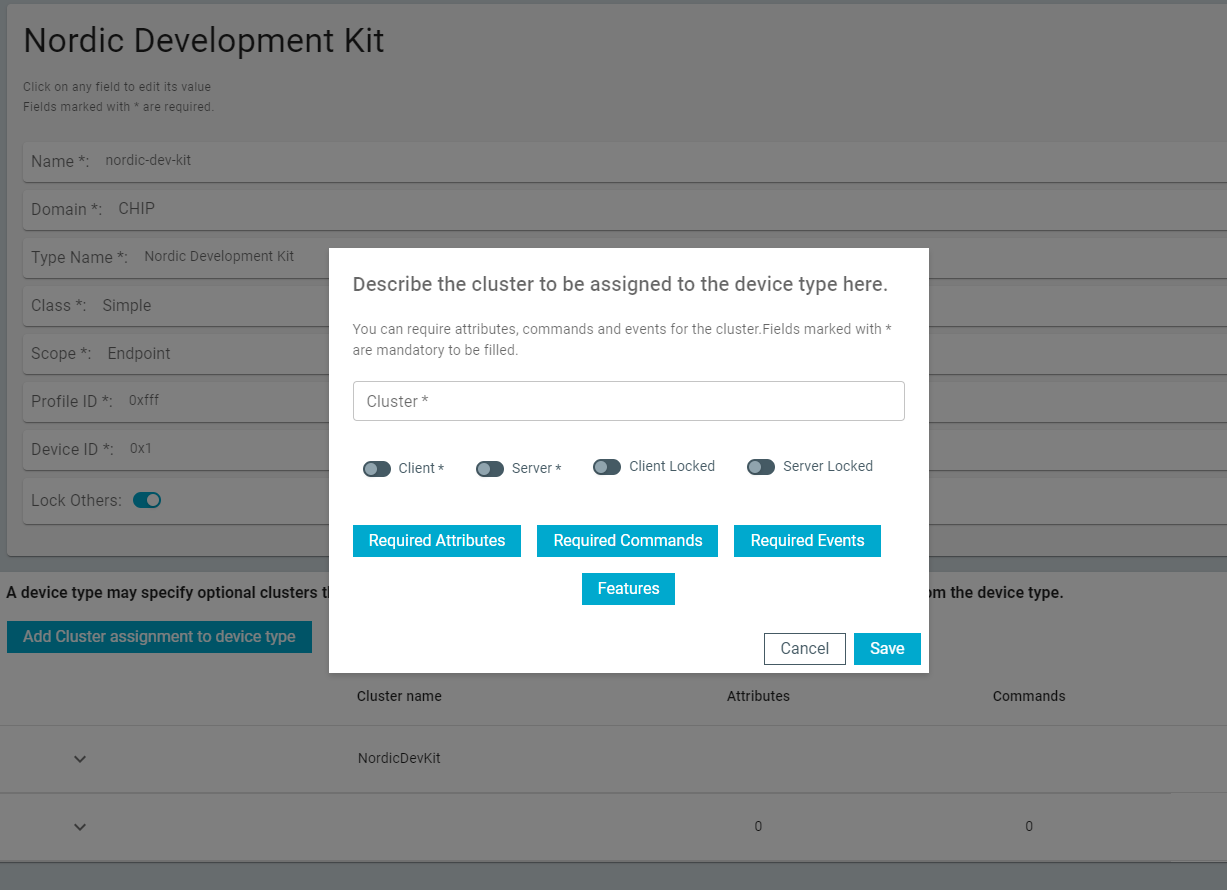 Nordic Development Kit
Click on any field to edit its value
Fields marked with * are required.
Name *: nordic-dev-kit
Domain *: CHIP
Type Name *: Nordic Development Kit
Class *: Simple
Scope *: Endpoint
Profile ID *: 0xfff
Device ID *: 0x1
Lock Others:
Describe the cluster to be assigned to the device type here.
You can require attributes, commands and events for the cluster.Fields marked with *
are mandatory to be filled.
Cluster *
Client * Server * Client Locked Server Locked
Required Attributes Required Commands Required Events
Features
Cancel Save
A device type may specify optional clusters the device type.
Add Cluster assignment to device type
Cluster name Attributes Commands
NordicDevKit
0 0